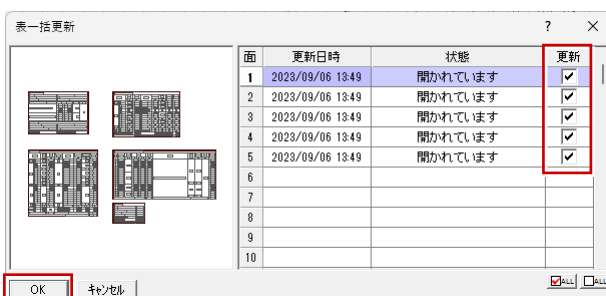 表一括更新 ? ×
面 更新日時 状態 更新
1 2023/09/06 13:49 開かれています
2 2023/09/06 13:49 開かれています
3 2023/09/06 13:49 開かれています
4 2023/09/06 13:49 開かれています
5 2023/09/06 13:49 開かれています
6
7
8
9
10
ALL ALL
OK キャンセル